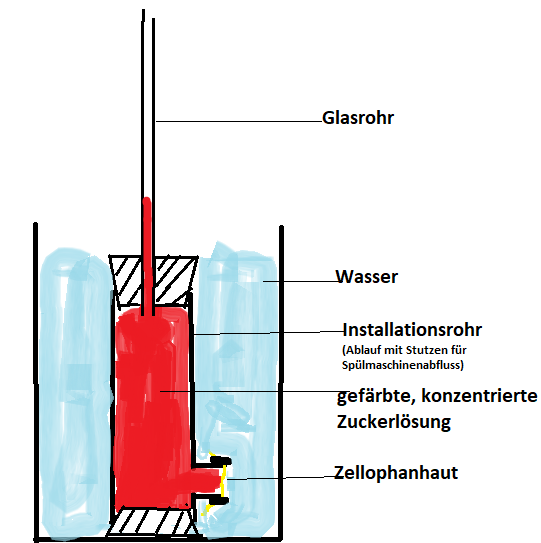 Glasrohr
Wasser
Installationsrohr
(Ablauf mit Stutzen für
Spülmaschinenabfluss)
gefärbte, konzentrierte
Zuckerlösung
Zellophanhaut